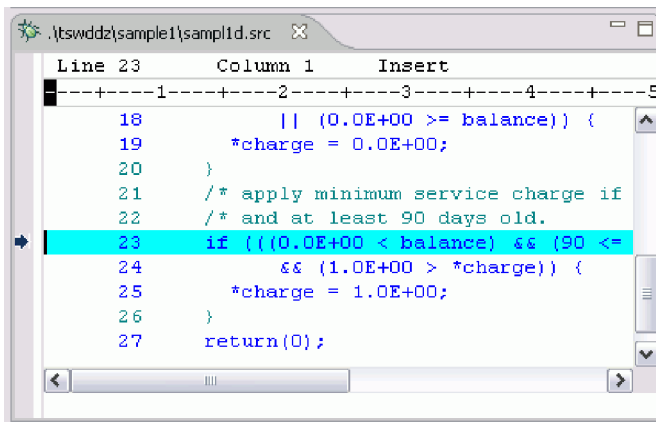 .\tswddz\sample1\sampl1d.src
Line 23 Column 1 Insert
----+----1----+----2----+----3----+----4----+----5
18 || (0.0E+00 >= balance)) {
19 *charge = 0.0E+00;
20 }
21 /* apply minimum service charge if
22 /* and at least 90 days old.
23 if (((0.0E+00 < balance) && (90 <=
24 && (1.0E+00 > *charge)) {
25 *charge = 1.0E+00;
26 }
27 return(0);